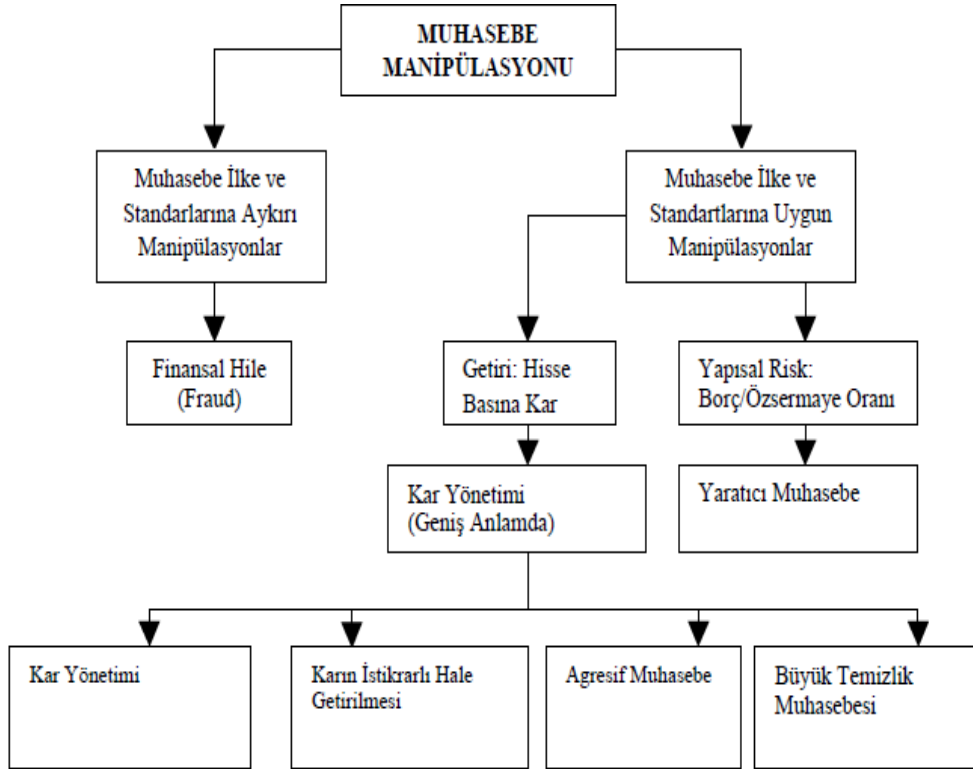 MUHASEBE
MANİPÜLASYONU
Muhasebe İlke ve
Standarlarına Aykırı
Manipülasyonlar
Muhasebe İlke ve
Standartlarına Uygun
Manipülasyonlar
Finansal Hile
(Fraud)
Getiri: Hisse
Basına Kar
Yapısal Risk:
Borç/Özsermaye Oranı
Kar Yönetimi
(Geniş Anlamda)
Yaratıcı Muhasebe
Kar Yönetimi
Karın İstikrarlı Hale
Getirilmesi
Agresif Muhasebe
Büyük Temizlik
Muhasebesi